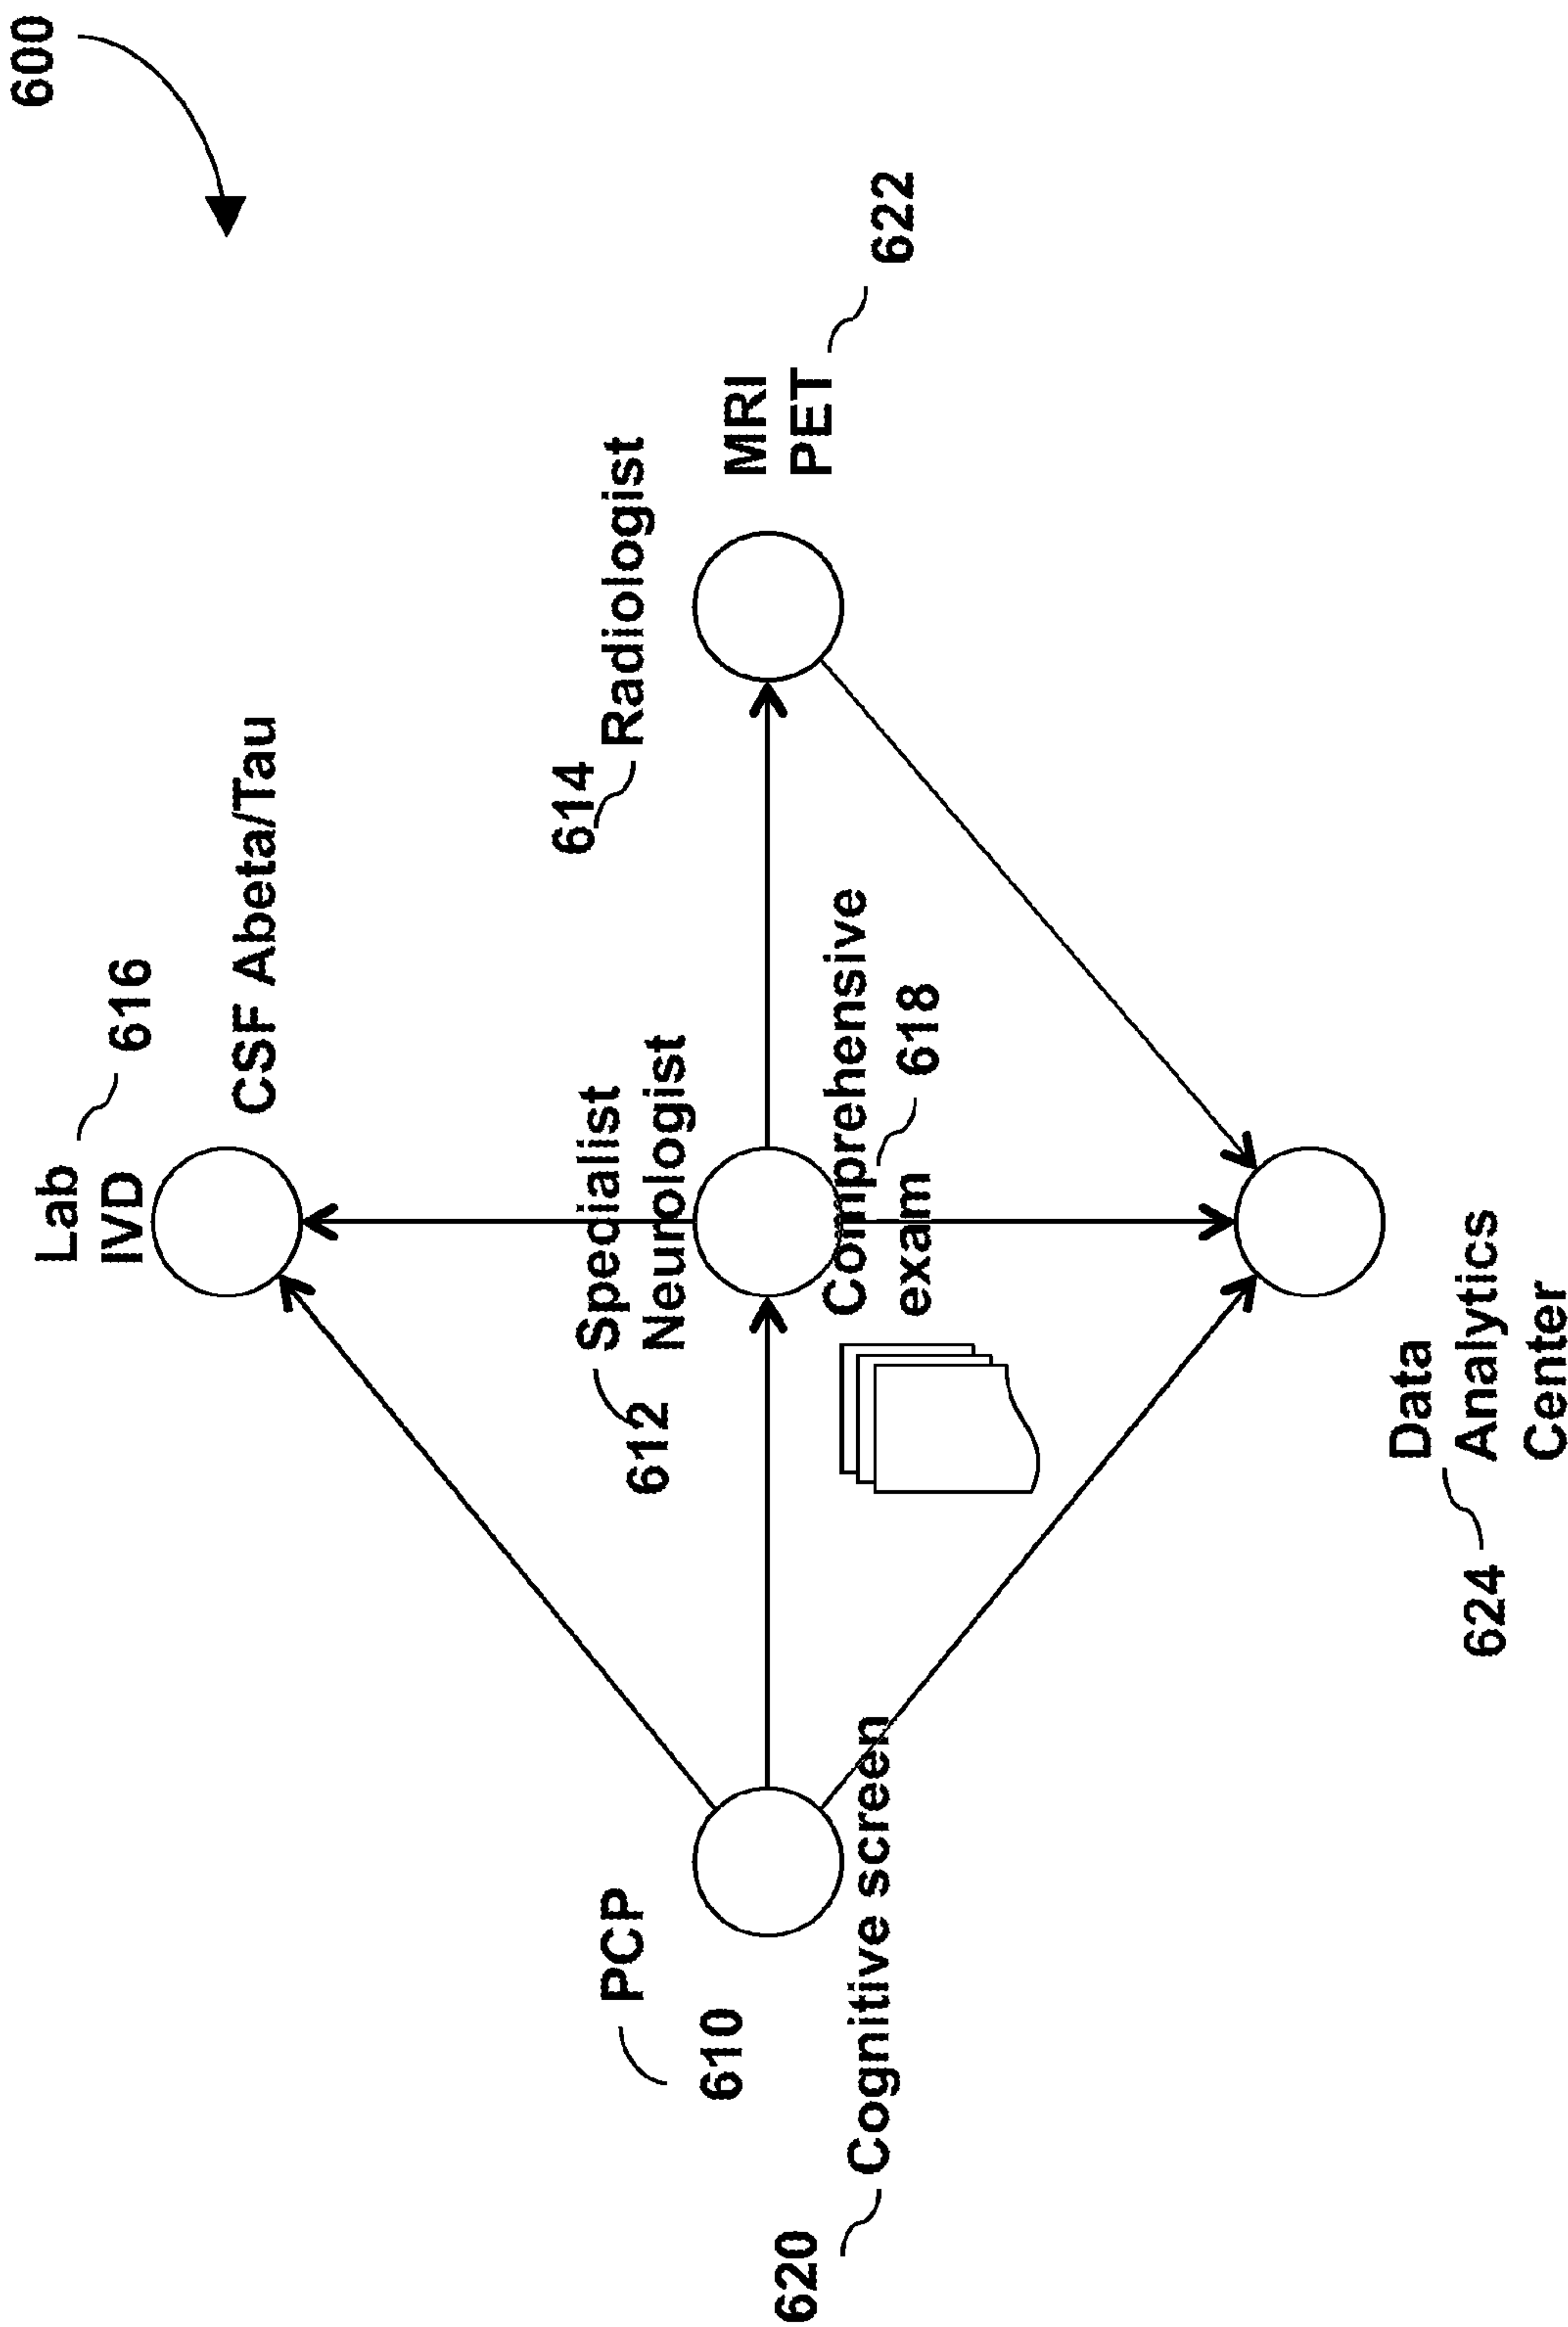 600
Lab
IVD
616
CSF Abeta/Tau
614
Radiologist
Specialist
Neurologist
612
MRI
PET
622
PCP
610
Comprehensive
exam
618
620
Cognitive screen
Data
Analytics
Center
624